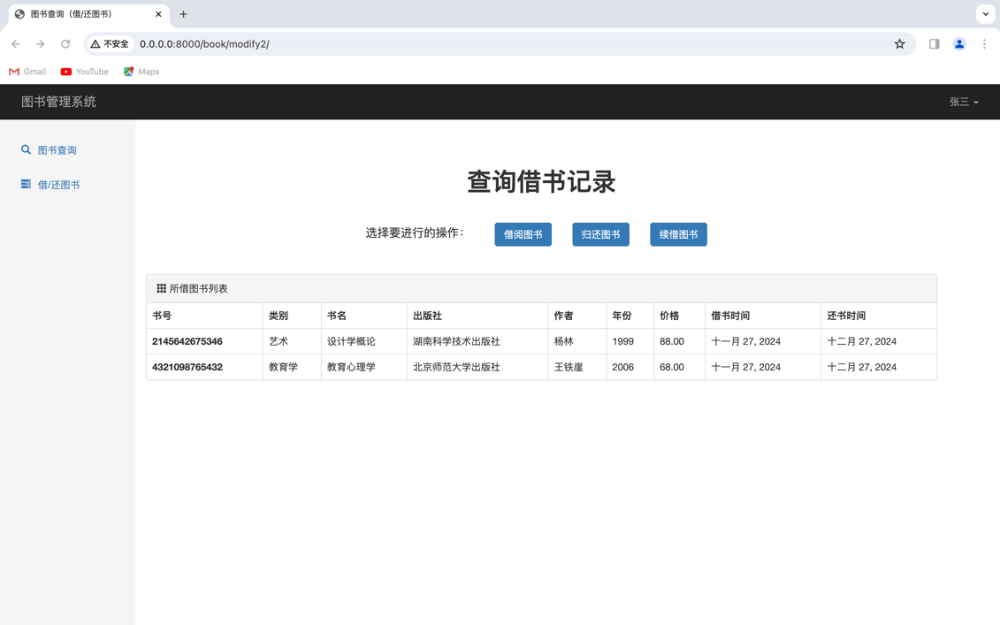 图书查询（借/还图书）
不安全 0.0.0.0:8000/book/modify2/
Gmail YouTube Maps
图书管理系统 张三
图书查询
借/还图书
查询借书记录
选择要进行的操作： 借阅图书 归还图书 续借图书
所借图书列表
书号 类别 书名 出版社 作者 年份 价格 借书时间 还书时间
2145642675346 艺术 设计学概论 湖南科学技术出版社 杨林 1999 88.00 十一月 27, 2024 十二月 27, 2024
4321098765432 教育学 教育心理学 北京师范大学出版社 王铁崖 2006 68.00 十一月 27, 2024 十二月 27, 2024